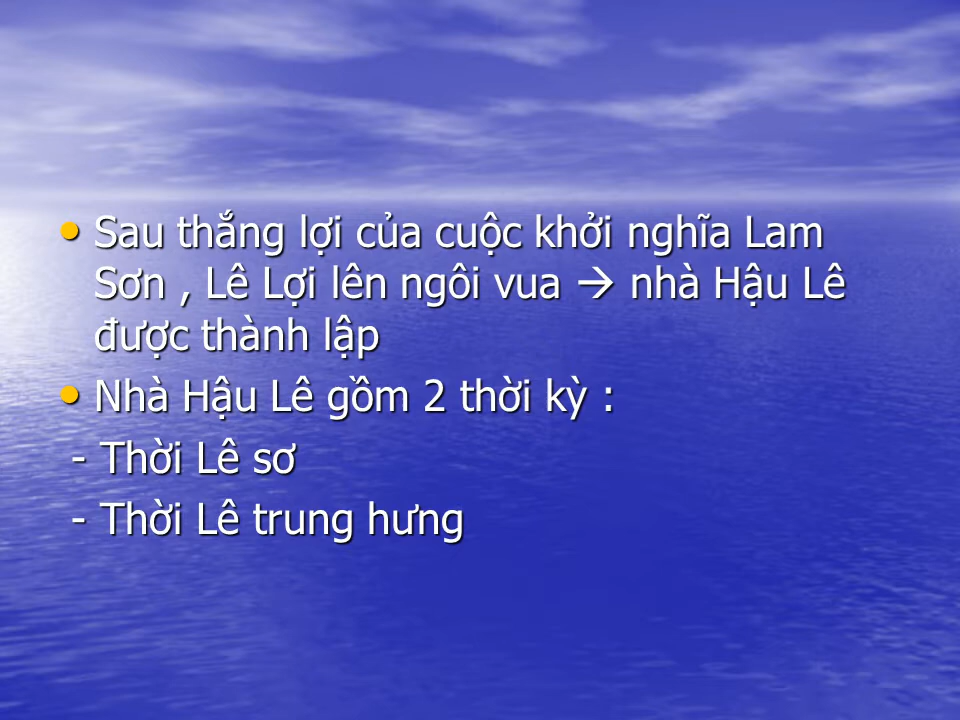 • Sau thắng lợi của cuộc khởi nghĩa Lam
Sơn , Lê Lợi lên ngôi vua → nhà Hậu Lê
được thành lập
• Nhà Hậu Lê gồm 2 thời kỳ :
- Thời Lê sơ
- Thời Lê trung hưng